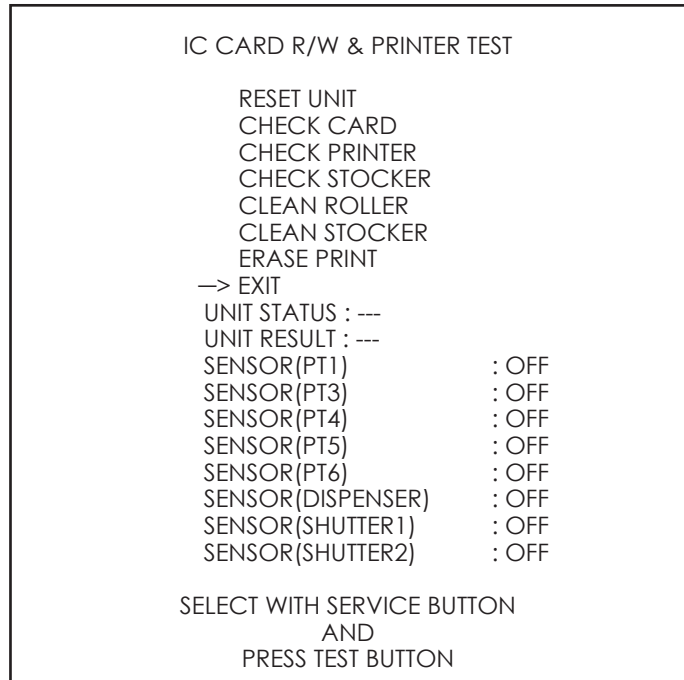 IC CARD R/W & PRINTER TEST
RESET UNIT
CHECK CARD
CHECK PRINTER
CHECK STOCKER
CLEAN ROLLER
CLEAN STOCKER
ERASE PRINT
—> EXIT
UNIT STATUS : ---
UNIT RESULT : ---
SENSOR(PT1) : OFF
SENSOR(PT3) : OFF
SENSOR(PT4) : OFF
SENSOR(PT5) : OFF
SENSOR(PT6) : OFF
SENSOR(DISPENSER) : OFF
SENSOR(SHUTTER1) : OFF
SENSOR(SHUTTER2) : OFF
SELECT WITH SERVICE BUTTON
AND
PRESS TEST BUTTON